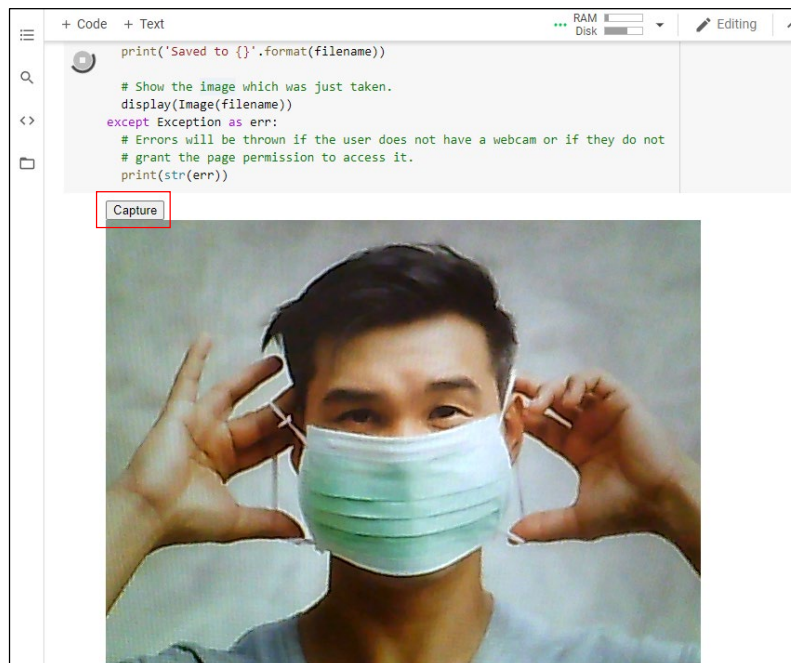 + Code + Text
RAM
Disk
Editing
print('Saved to {}'.format(filename))
# Show the image which was just taken.
display(Image(filename))
except Exception as err:
# Errors will be thrown if the user does not have a webcam or if they do not
# grant the page permission to access it.
print(str(err))
Capture